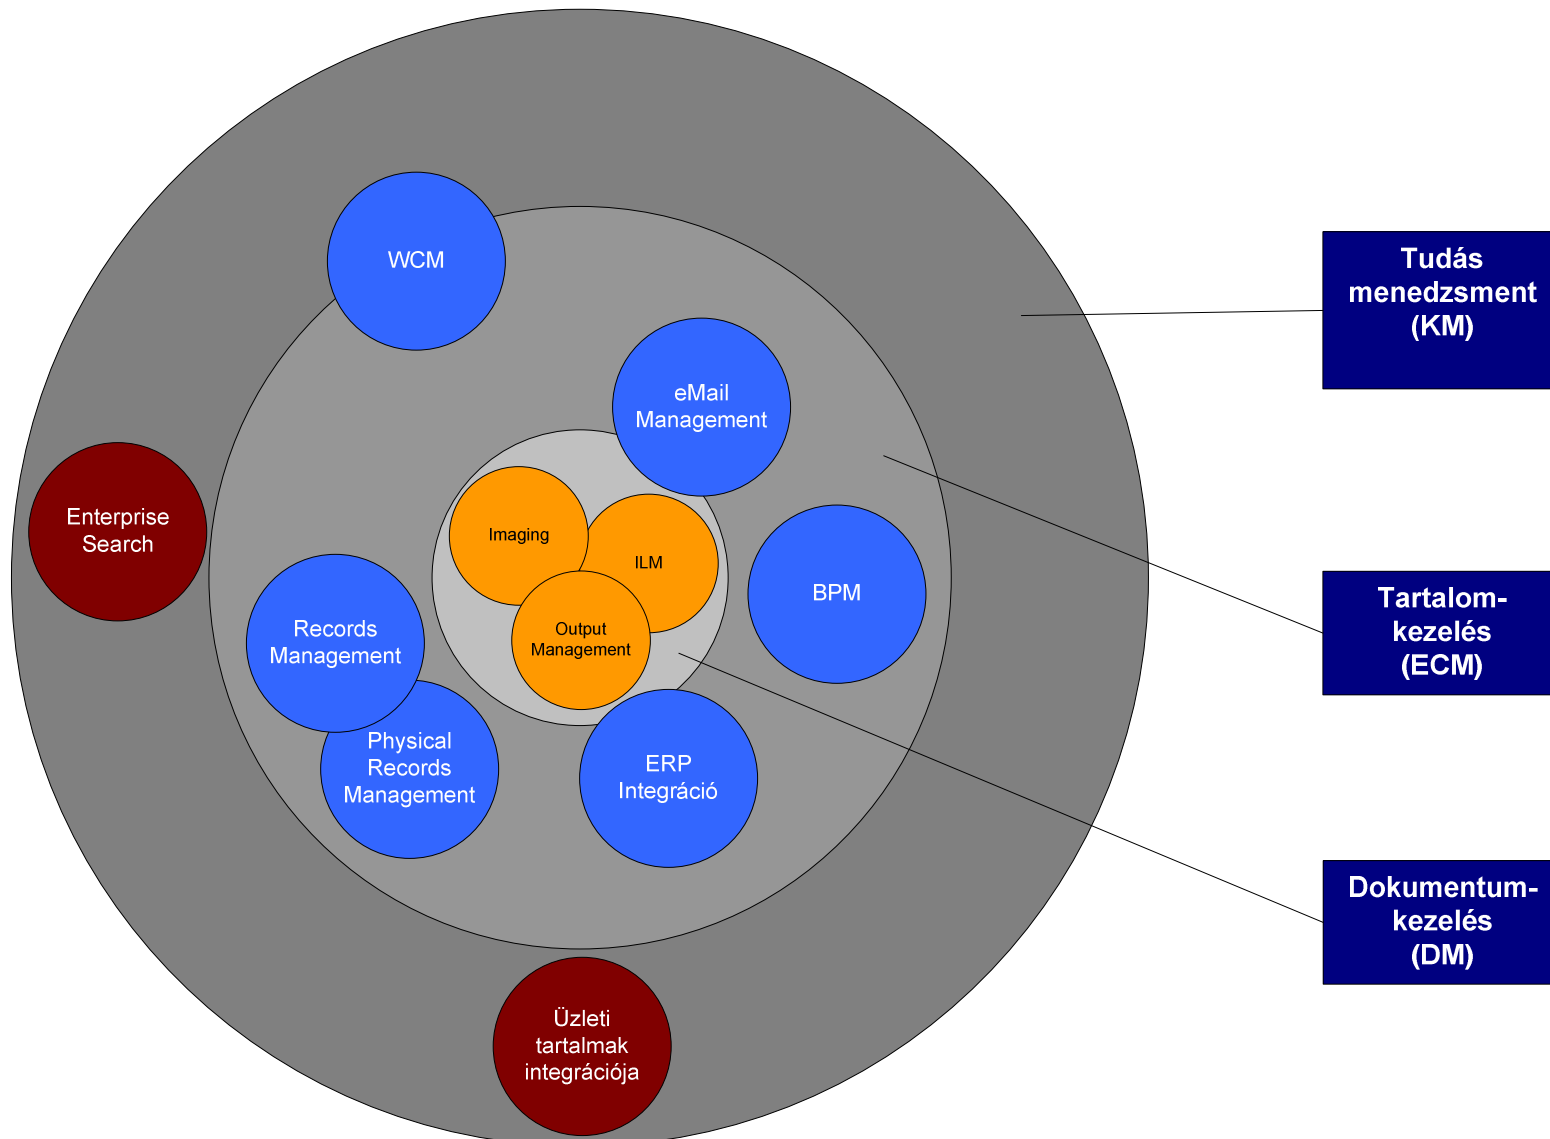 WCM
eMail
Management
Enterprise
Search
Imaging
ILM
BPM
Output
Management
Records
Management
Physical
Records
Management
ERP
Integráció
Üzleti
tartalmak
integrációja
Tudás
menedzsment
(KM)
Tartalom-
kezelés
(ECM)
Dokumentum-
kezelés
(DM)